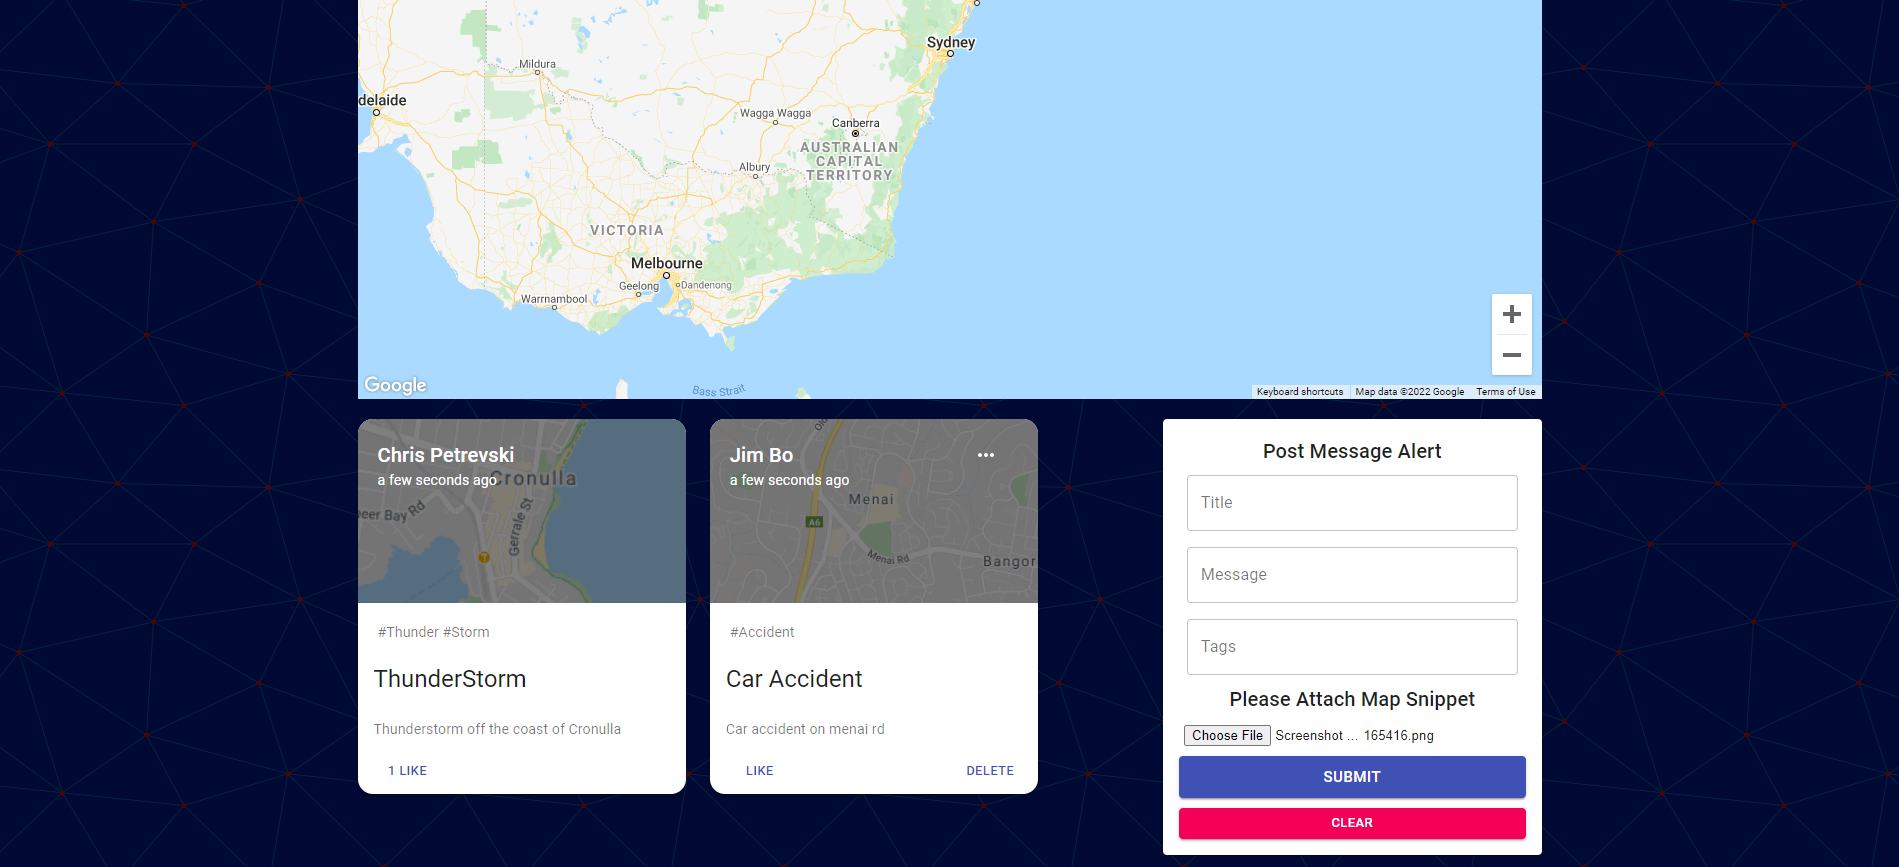 Sydney
Mildura
delaide
Wagga Wagga
Canberra
AUSTRALIAN
CAPITAL
TERRITORY
Albury
VICTORIA
Melbourne
Geelong
Dandenong
Warrnambool
Google
Bass Strait
Keyboard shortcuts
Map data ©2022 Google
Terms of Use
Chris Petrevski
a few seconds ago
Cronulla
eer Bay Rd
Gerrale St
#Thunder #Storm
ThunderStorm
Thunderstorm off the coast of Cronulla
1 LIKE
Jim Bo
a few seconds ago
Menai
A6
Menai Rd
Bangor
#Accident
Car Accident
Car accident on menai rd
LIKE
DELETE
Post Message Alert
Title
Message
Tags
Please Attach Map Snippet
Choose File Screenshot ... 165416.png
SUBMIT
CLEAR